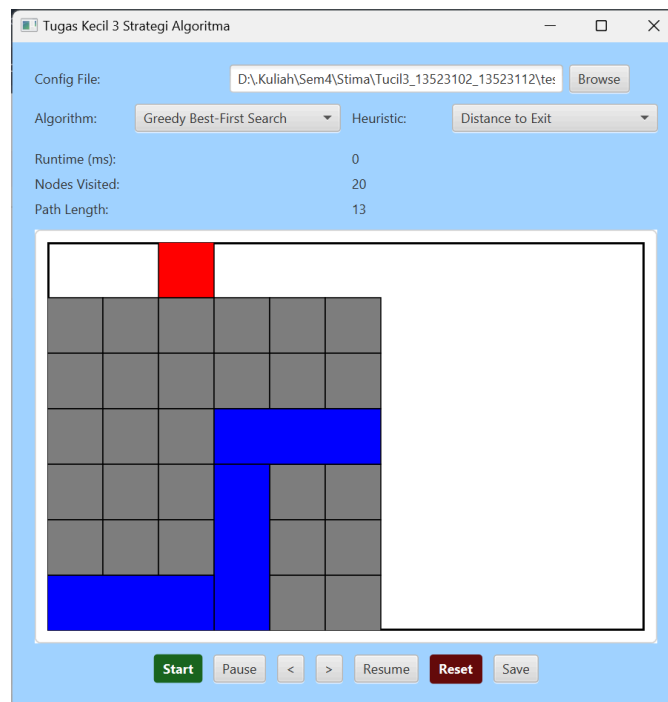 Tugas Kecil 3 Strategi Algoritma
Config File: D:\.Kuliah\Sem4\Stima\Tucil3_13523102_13523112\tes Browse
Algorithm: Greedy Best-First Search Heuristic: Distance to Exit
Runtime (ms): 0
Nodes Visited: 20
Path Length: 13
Start Pause < > Resume Reset Save